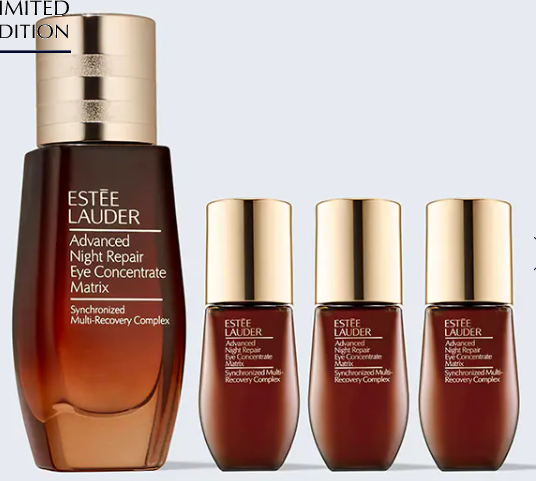 IMITED
DITION
ESTĒE
LAUDER
Advanced
Night Repair
Eye Concentrate
Matrix
Synchronized
Multi-Recovery Complex
ESTĒE
LAUDER
Advanced
Night Repair
Eye Concentrate
Matrix
Synchronized Multi-
Recovery Complex
ESTĒE
LAUDER
Advanced
Night Repair
Eye Concentrate
Matrix
Synchronized Multi-
Recovery Complex
ESTĒE
LAUDER
Advanced
Night Repair
Eye Concentrate
Matrix
Synchronized Multi-
Recovery Complex